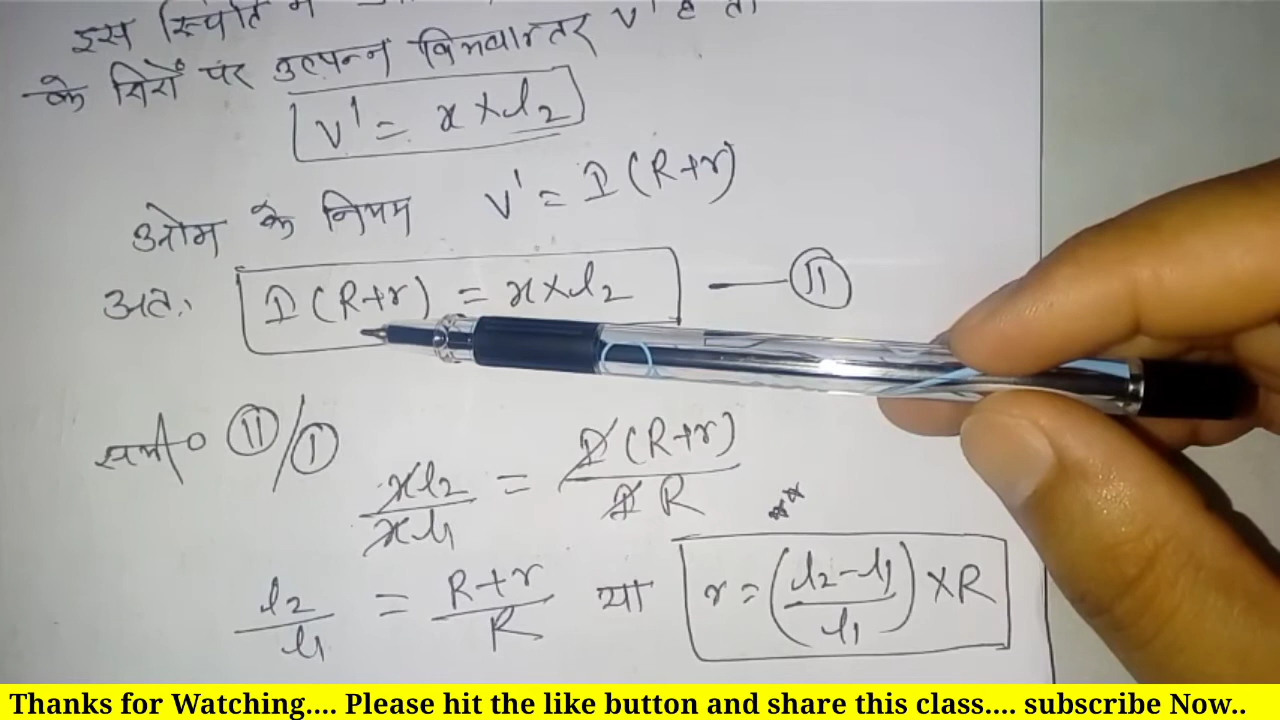 इस स्थिति में
के सिरों पर उत्पन्न विभवान्तर V' है तो
V' = x × l₂
ओम के नियम V' = I (R+r)
अतः I (R+r) = x × l₂ — II
समी० II / I
xl₂ / xl₁ = I (R+r) / I R
l₂ / l₁ = R+r / R या r = (l₂ - l₁ / l₁) × R
Thanks for Watching.... Please hit the like button and share this class.... subscribe Now..